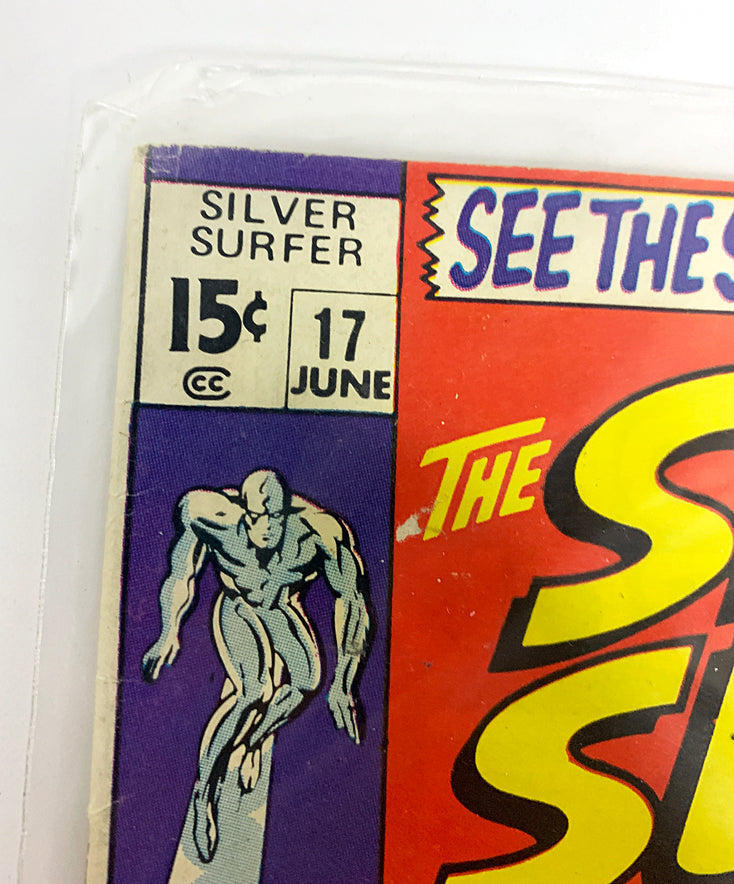 SILVER
SURFER
15¢
CC
17
JUNE
SEE THE
THE